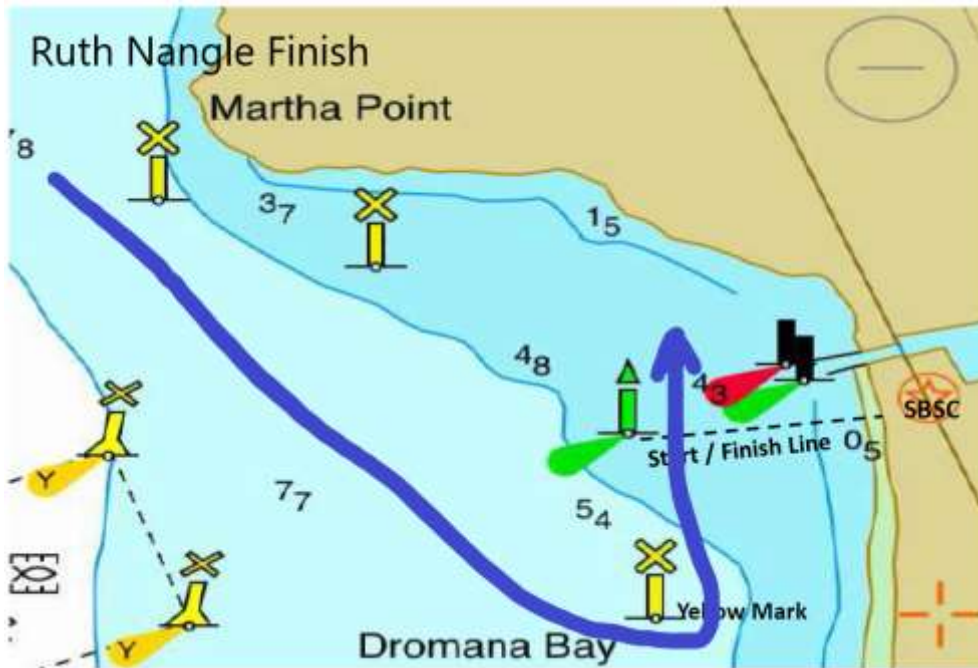 Ruth Nangle Finish
Martha Point
78
37
15
48
43
SBSC
Start / Finish Line
05
Y
77
54
Yellow Mark
Y
Dromana Bay